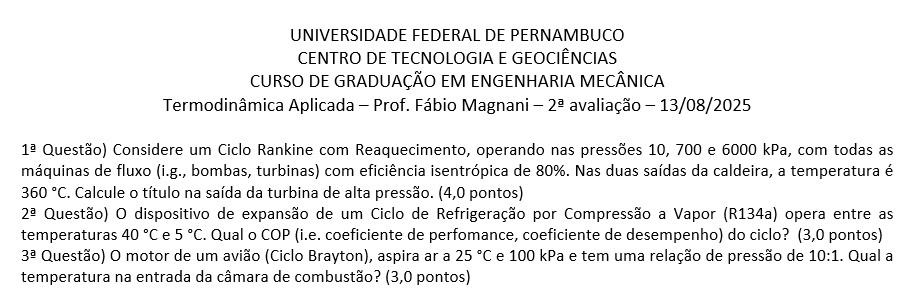 UNIVERSIDADE FEDERAL DE PERNAMBUCO
CENTRO DE TECNOLOGIA E GEOCIÊNCIAS
CURSO DE GRADUAÇÃO EM ENGENHARIA MECÂNICA
Termodinâmica Aplicada – Prof. Fábio Magnani – 2ª avaliação – 13/08/2025
1ª Questão) Considere um Ciclo Rankine com Reaquecimento, operando nas pressões 10, 700 e 6000 kPa, com todas as
máquinas de fluxo (i.g., bombas, turbinas) com eficiência isentrópica de 80%. Nas duas saídas da caldeira, a temperatura é
360 °C. Calcule o título na saída da turbina de alta pressão. (4,0 pontos)
2ª Questão) O dispositivo de expansão de um Ciclo de Refrigeração por Compressão a Vapor (R134a) opera entre as
temperaturas 40 °C e 5 °C. Qual o COP (i.e. coeficiente de perfomance, coeficiente de desempenho) do ciclo? (3,0 pontos)
3ª Questão) O motor de um avião (Ciclo Brayton), aspira ar a 25 °C e 100 kPa e tem uma relação de pressão de 10:1. Qual a
temperatura na entrada da câmara de combustão? (3,0 pontos)